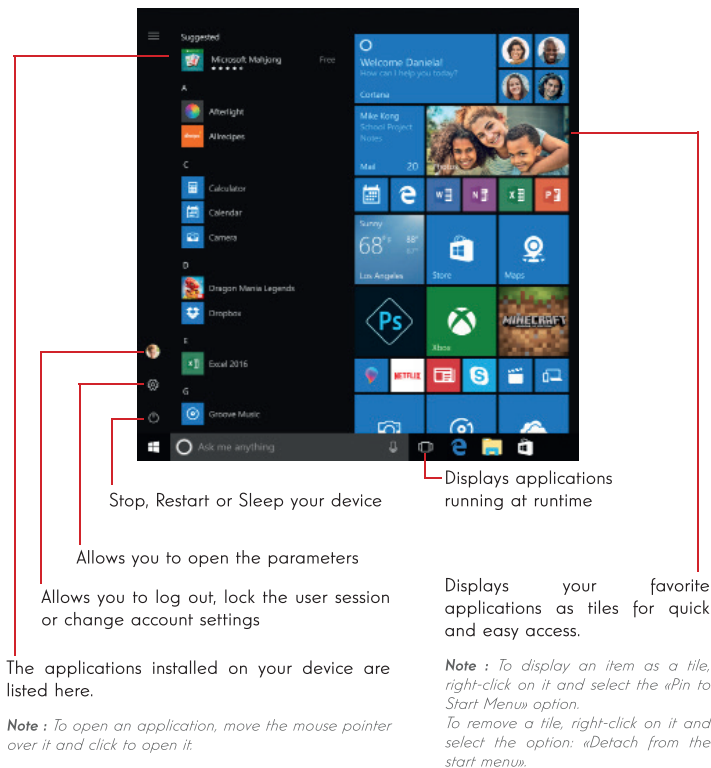 Suggested
Microsoft Mahjong Free
A
Afterlight
Allrecipes
C
Calculator
Calendar
Camera
D
Dragon Mania Legends
Dropbox
E
Excel 2016
G
Groove Music
Ask me anything
Welcome Daniela!
How can I help you today?
Cortana
Mike Kong
School Project
Notes
Mail 20
Photos
Sunny
68° 88°
Los Angeles
Store
Maps
Ps
Xbox
MINECRAFT
NETFLIX
Displays applications
running at runtime
Stop, Restart or Sleep your device
Allows you to open the parameters
Allows you to log out, lock the user session
or change account settings
The applications installed on your device are
listed here.
Note : To open an application, move the mouse pointer
over it and click to open it.
Displays your favorite
applications as tiles for quick
and easy access.
Note : To display an item as a tile,
right-click on it and select the «Pin to
Start Menu» option.
To remove a tile, right-click on it and
select the option: «Detach from the
start menu».